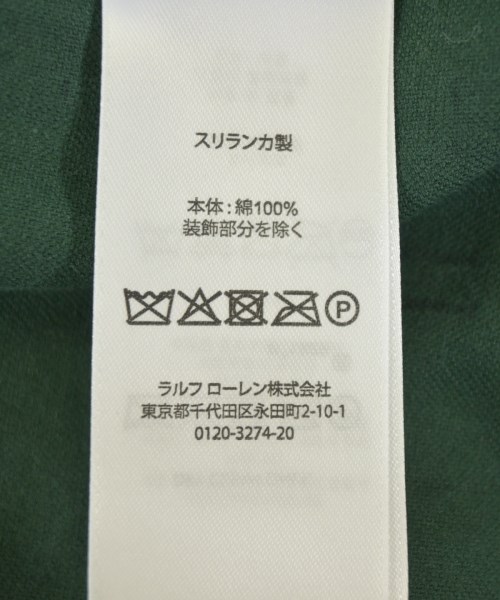 スリランカ製
本体:綿100%
装飾部分を除く
P
ラルフ ローレン株式会社
東京都千代田区永田町2-10-1
0120-3274-20